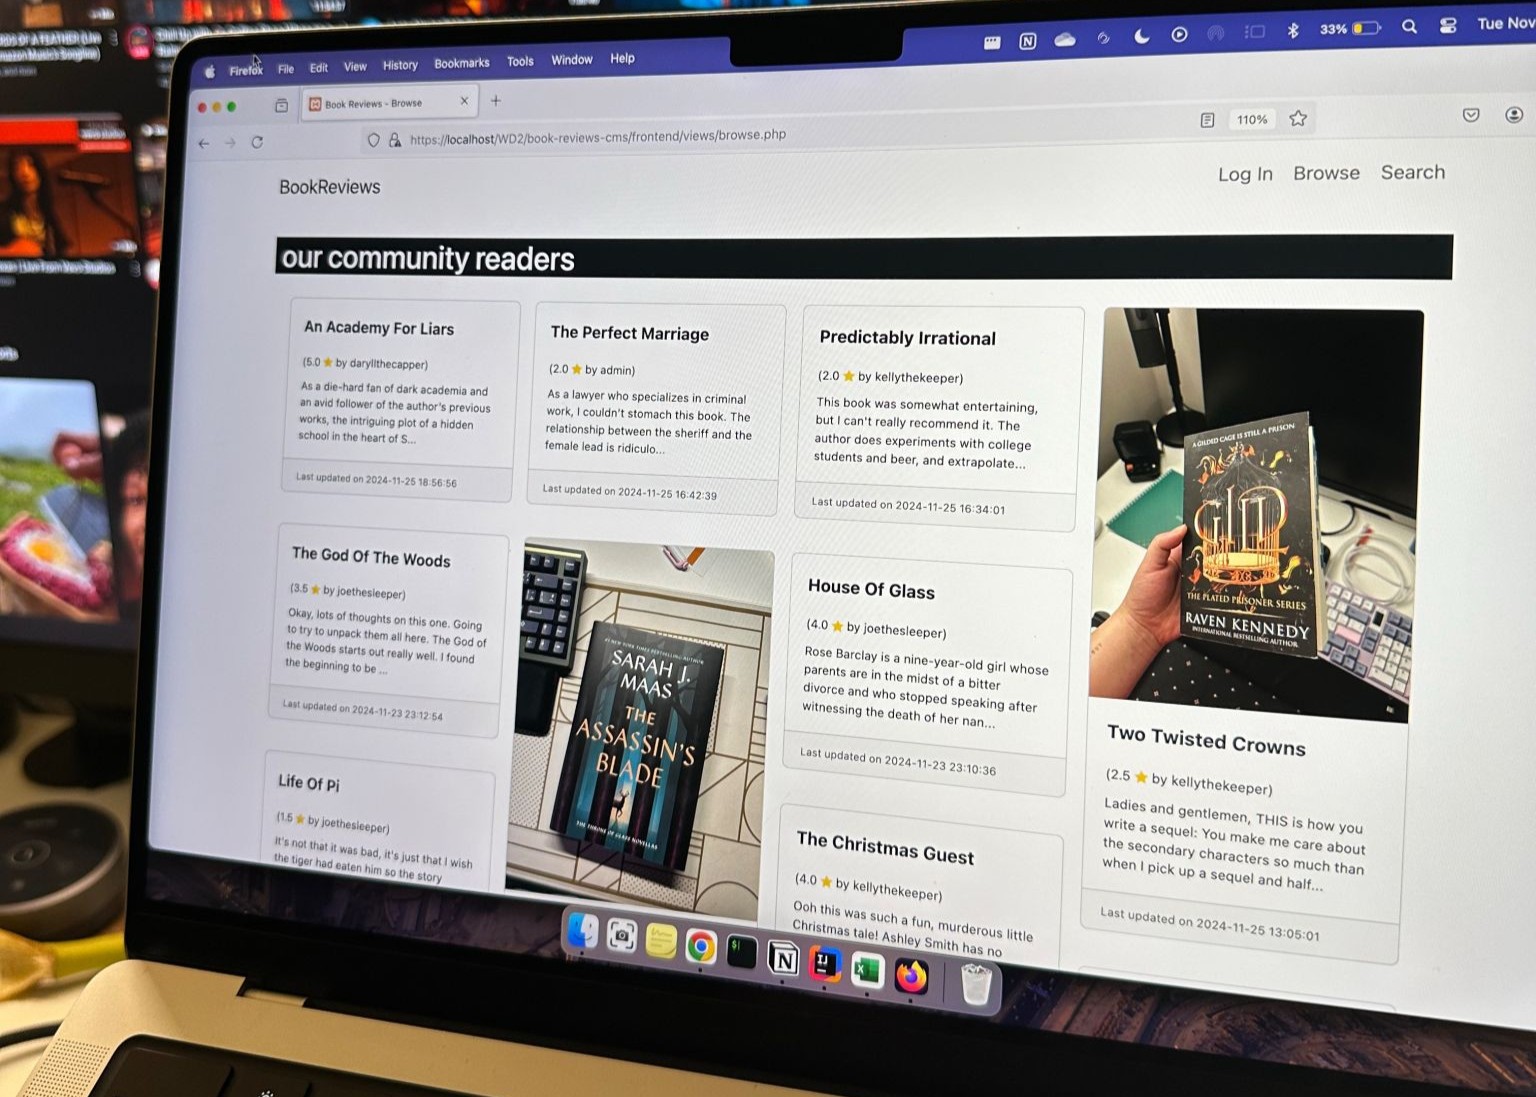 Firefox File Edit View History Bookmarks Tools Window Help
33% Tue Nov
Book Reviews - Browse
https://localhost/WD2/book-reviews-cms/frontend/views/browse.php
110%
BookReviews
Log In Browse Search
our community readers
An Academy For Liars
(5.0 ⭐ by daryllthecapper)
As a die-hard fan of dark academia and
an avid follower of the author's previous
works, the intriguing plot of a hidden
school in the heart of S...
Last updated on 2024-11-25 18:56:56
The Perfect Marriage
(2.0 ⭐ by admin)
As a lawyer who specializes in criminal
work, I couldn't stomach this book. The
relationship between the sheriff and the
female lead is ridiculo...
Last updated on 2024-11-25 16:42:39
Predictably Irrational
(2.0 ⭐ by kellythekeeper)
This book was somewhat entertaining,
but I can't really recommend it. The
author does experiments with college
students and beer, and extrapolate...
Last updated on 2024-11-25 16:34:01
A GILDED CAGE IS STILL A PRISON
GILD
THE PLATED PRISONER SERIES
RAVEN KENNEDY
INTERNATIONAL BESTSELLING AUTHOR
Two Twisted Crowns
(2.5 ⭐ by kellythekeeper)
Ladies and gentlemen, THIS is how you
write a sequel: You make me care about
the secondary characters so much than
when I pick up a sequel and half...
Last updated on 2024-11-25 13:05:01
The God Of The Woods
(3.5 ⭐ by joethesleeper)
Okay, lots of thoughts on this one. Going
to try to unpack them all here. The God of
the Woods starts out really well. I found
the beginning to be ...
Last updated on 2024-11-23 23:12:54
#1 NEW YORK TIMES BESTSELLING AUTHOR
SARAH J.
MAAS
THE
ASSASSIN'S
BLADE
THE THRONE OF GLASS NOVELLAS
House Of Glass
(4.0 ⭐ by joethesleeper)
Rose Barclay is a nine-year-old girl whose
parents are in the midst of a bitter
divorce and who stopped speaking after
witnessing the death of her nan...
Last updated on 2024-11-23 23:10:36
Life Of Pi
(1.5 ⭐ by joethesleeper)
It's not that it was bad, it's just that I wish
the tiger had eaten him so the story
The Christmas Guest
(4.0 ⭐ by kellythekeeper)
Ooh this was such a fun, murderous little
Christmas tale! Ashley Smith has no